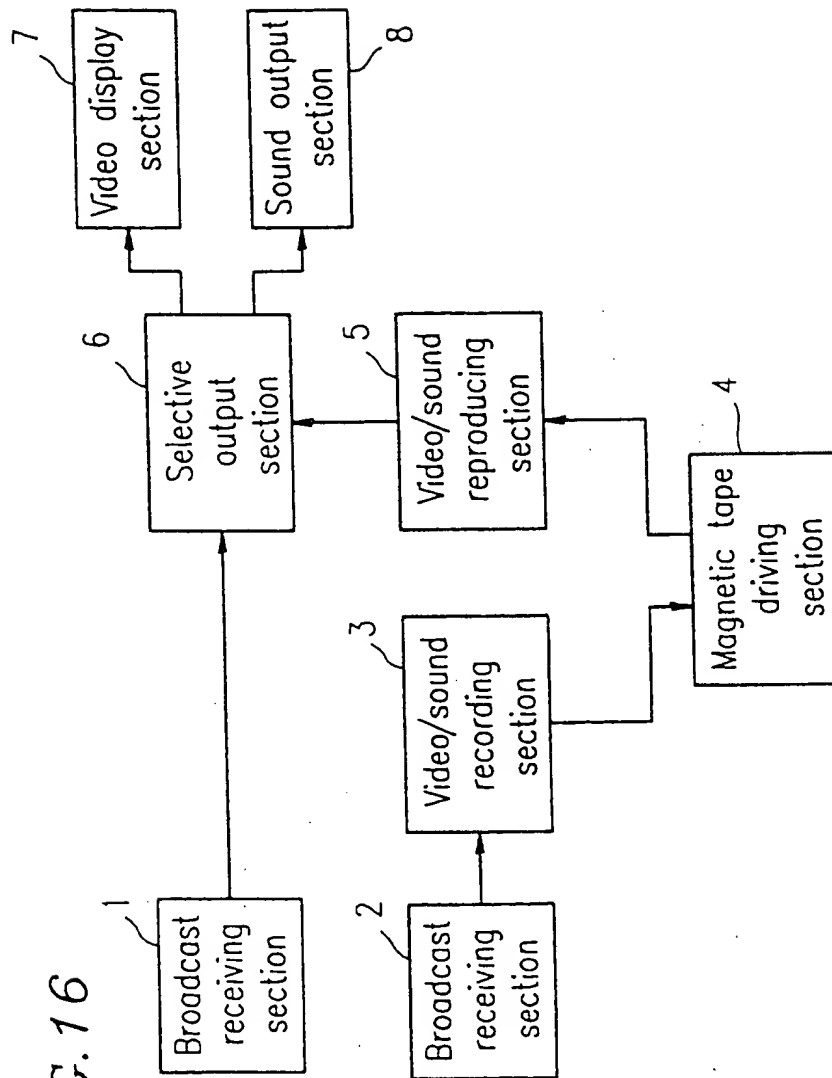 G.16
1
Broadcast
receiving
section
2
Broadcast
receiving
section
3
Video/sound
recording
section
4
Magnetic tape
driving
section
5
Video/sound
reproducing
section
6
Selective
output
section
7
Video display
section
8
Sound output
section